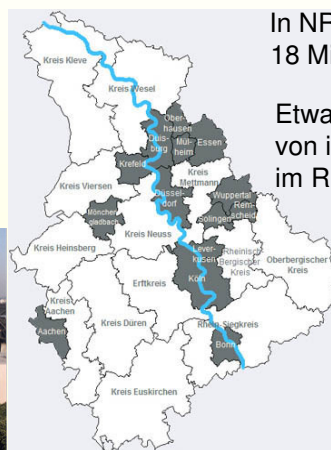 In NR
18 M
Etwa
von i
im R
Kreis Kleve
Kreis Wesel
Ober
hausen
Duis
burg
Mül
heim
Essen
Krefeld
Kreis
Mettmann
Kreis Viersen
Düssel
dorf
Wuppertal
Rem
scheid
Solingen
Mönchen
gladbach
Kreis Neuss
Kreis Heinsberg
Lever
kusen
Rheinisch
Bergischer
Kreis
Oberbergischer
Kreis
Köln
Erftkreis
Kreis
Aachen
Kreis Düren
Aachen
Rhein-Siegkreis
Bonn
Kreis Euskirchen